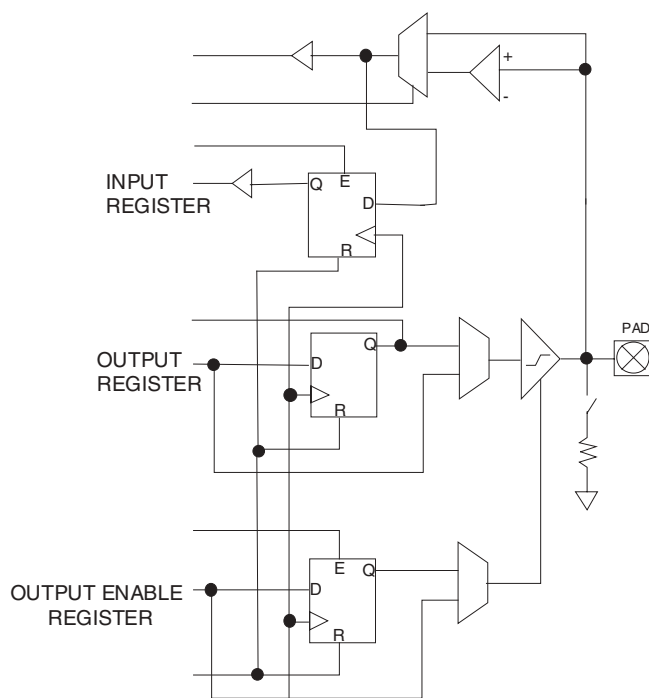 +
-
E
INPUT
REGISTER
Q
D
R
PAD
OUTPUT
REGISTER
Q
D
R
OUTPUT ENABLE
REGISTER
E
Q
D
R